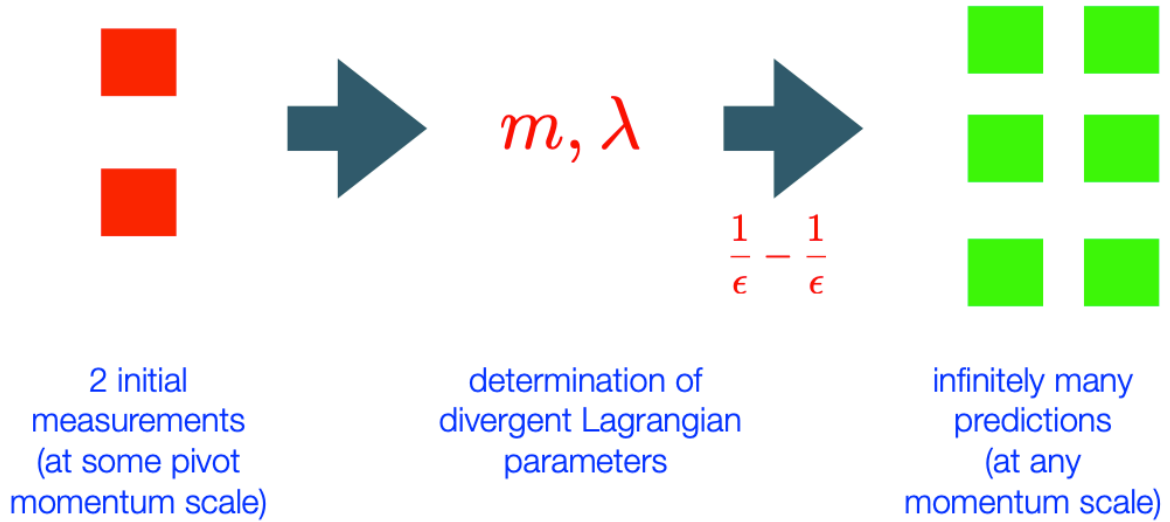 m, λ
1/ϵ − 1/ϵ
2 initial
measurements
(at some pivot
momentum scale)
determination of
divergent Lagrangian
parameters
infinitely many
predictions
(at any
momentum scale)